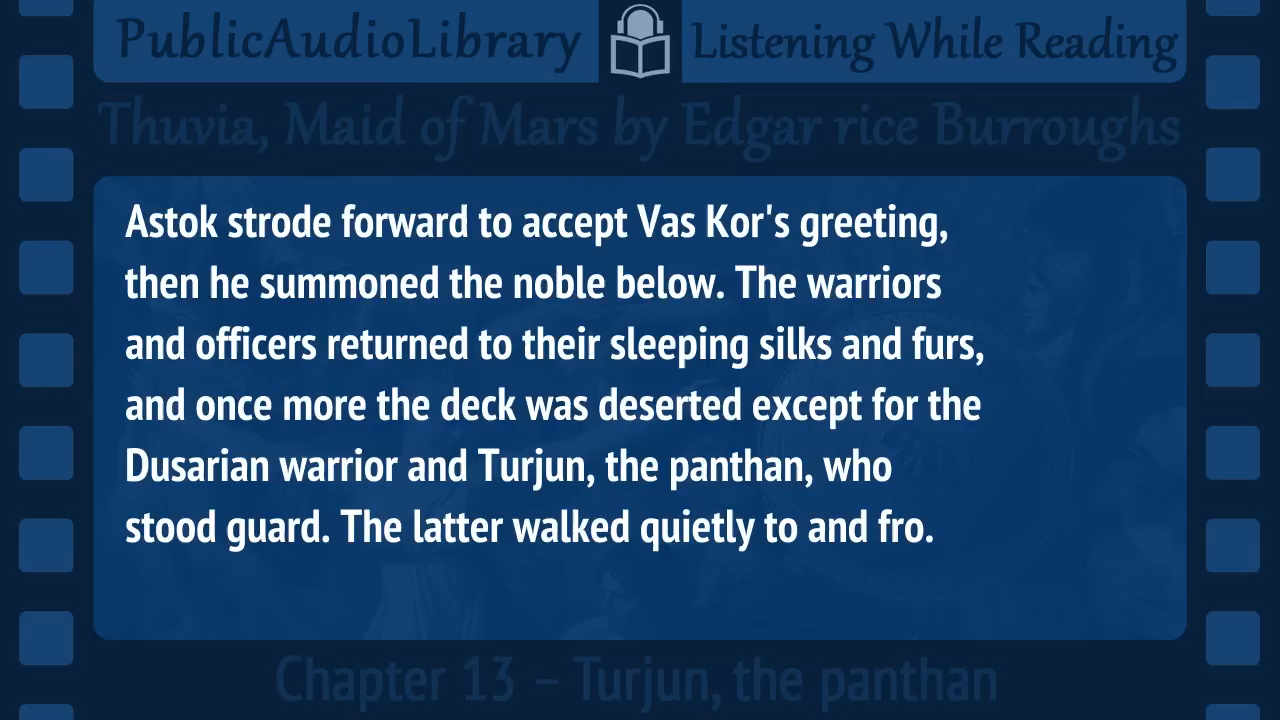 PublicAudioLibrary Listening While Reading
Thuvia, Maid of Mars by Edgar rice Burroughs
Astok strode forward to accept Vas Kor's greeting,
then he summoned the noble below. The warriors
and officers returned to their sleeping silks and furs,
and once more the deck was deserted except for the
Dusarian warrior and Turjun, the panthan, who
stood guard. The latter walked quietly to and fro.
Chapter 13 – Turjun, the panthan